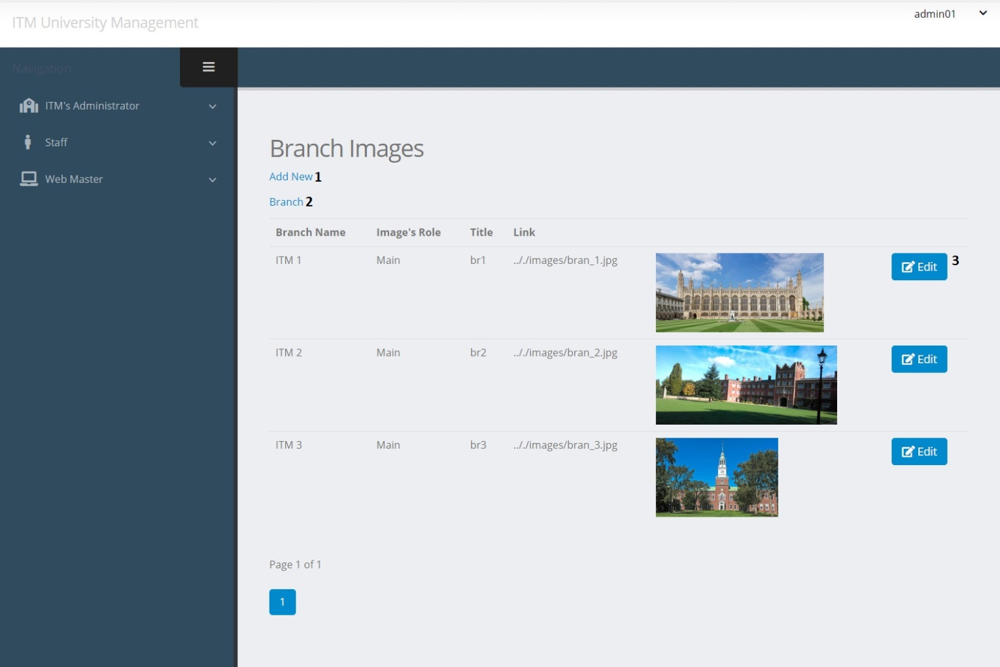 ITM University Management
admin01
Navigation
ITM's Administrator
Staff
Web Master
Branch Images
Add New 1
Branch 2
Branch Name Image's Role Title Link
ITM 1 Main br1 .././images/bran_1.jpg Edit 3
ITM 2 Main br2 .././images/bran_2.jpg Edit
ITM 3 Main br3 .././images/bran_3.jpg Edit
Page 1 of 1
1